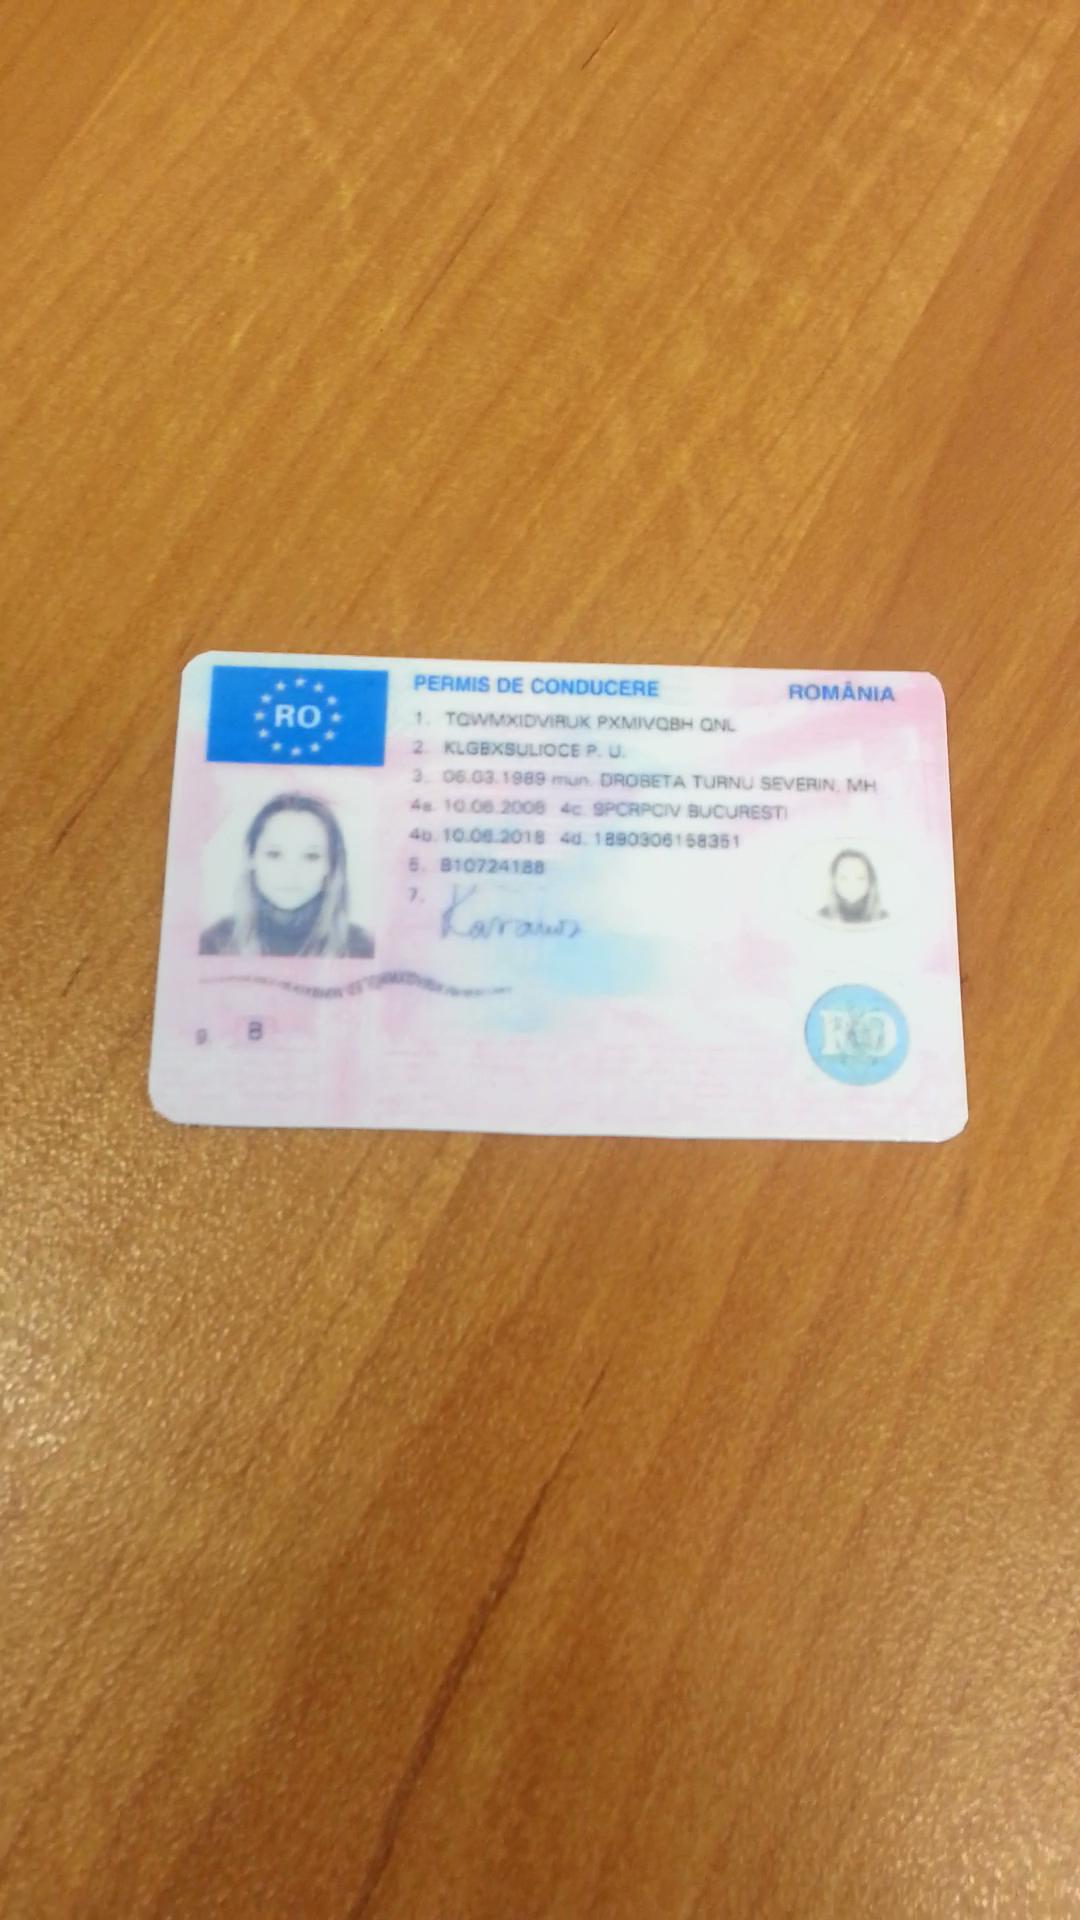 RO
PERMIS DE CONDUCERE ROMÂNIA
1. TQWMXIDVIRUK PXMIVQBH QNL
2. KLGBXSULIOCE P. U.
3. 06.03.1989 mun. DROBETA TURNU SEVERIN, MH
4a. 10.06.2008 4c. SPCRPCIV BUCURESTI
4b. 10.06.2018 4d. 1890306158351
5. B10724188
7.
9. B
RO